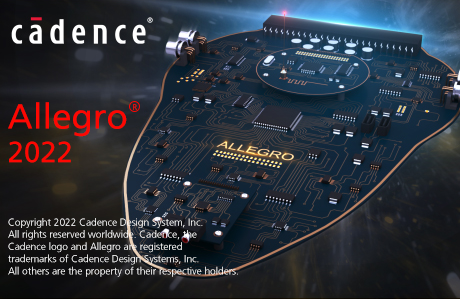 cādence®
Allegro®
2022
ALLEGRO
Copyright 2022 Cadence Design System, Inc.
All rights reserved worldwide. Cadence, the
Cadence logo and Allegro are registered
trademarks of Cadence Design Systems, Inc.
All others are the property of their respective holders.